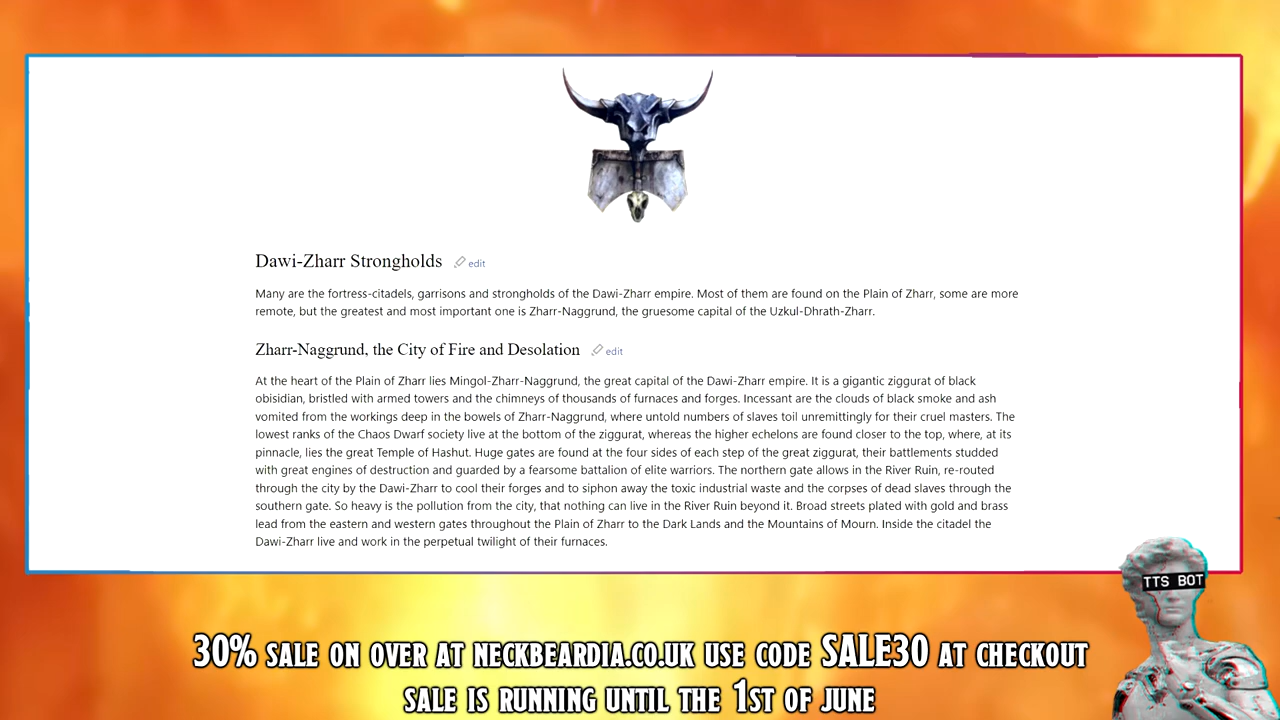 Dawi-Zharr Strongholds edit
Many are the fortress-citadels, garrisons and strongholds of the Dawi-Zharr empire. Most of them are found on the Plain of Zharr, some are more
remote, but the greatest and most important one is Zharr-Naggrund, the gruesome capital of the Uzkul-Dhrath-Zharr.
Zharr-Naggrund, the City of Fire and Desolation edit
At the heart of the Plain of Zharr lies Mingol-Zharr-Naggrund, the great capital of the Dawi-Zharr empire. It is a gigantic ziggurat of black
obisidian, bristled with armed towers and the chimneys of thousands of furnaces and forges. Incessant are the clouds of black smoke and ash
vomited from the workings deep in the bowels of Zharr-Naggrund, where untold numbers of slaves toil unremittingly for their cruel masters. The
lowest ranks of the Chaos Dwarf society live at the bottom of the ziggurat, whereas the higher echelons are found closer to the top, where, at its
pinnacle, lies the great Temple of Hashut. Huge gates are found at the four sides of each step of the great ziggurat, their battlements studded
with great engines of destruction and guarded by a fearsome battalion of elite warriors. The northern gate allows in the River Ruin, re-routed
through the city by the Dawi-Zharr to cool their forges and to siphon away the toxic industrial waste and the corpses of dead slaves through the
southern gate. So heavy is the pollution from the city, that nothing can live in the River Ruin beyond it. Broad streets plated with gold and brass
lead from the eastern and western gates throughout the Plain of Zharr to the Dark Lands and the Mountains of Mourn. Inside the citadel the
Dawi-Zharr live and work in the perpetual twilight of their furnaces.
TTS BOT
30% SALE ON OVER AT NECKBEARDIA.CO.UK USE CODE SALE30 AT CHECKOUT
SALE IS RUNNING UNTIL THE 1ST OF JUNE